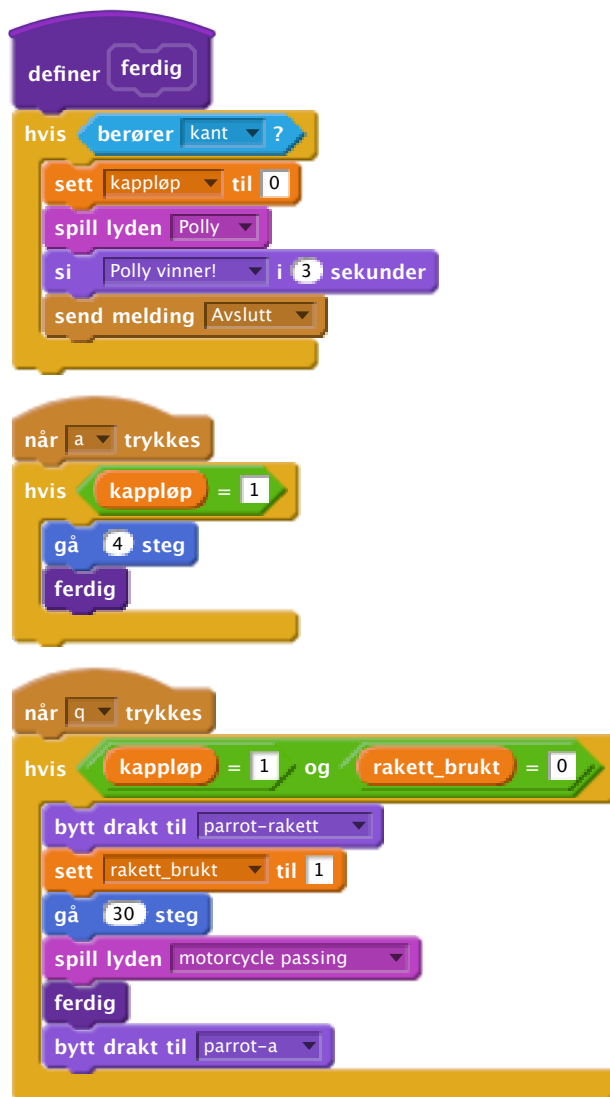 definer ferdig
hvis berører kant ?
sett kappløp til 0
spill lyden Polly
si Polly vinner! i 3 sekunder
send melding Avslutt
når a trykkes
hvis kappløp = 1
gå 4 steg
ferdig
når q trykkes
hvis kappløp = 1 og rakett_brukt = 0
bytt drakt til parrot-rakett
sett rakett_brukt til 1
gå 30 steg
spill lyden motorcycle passing
ferdig
bytt drakt til parrot-a